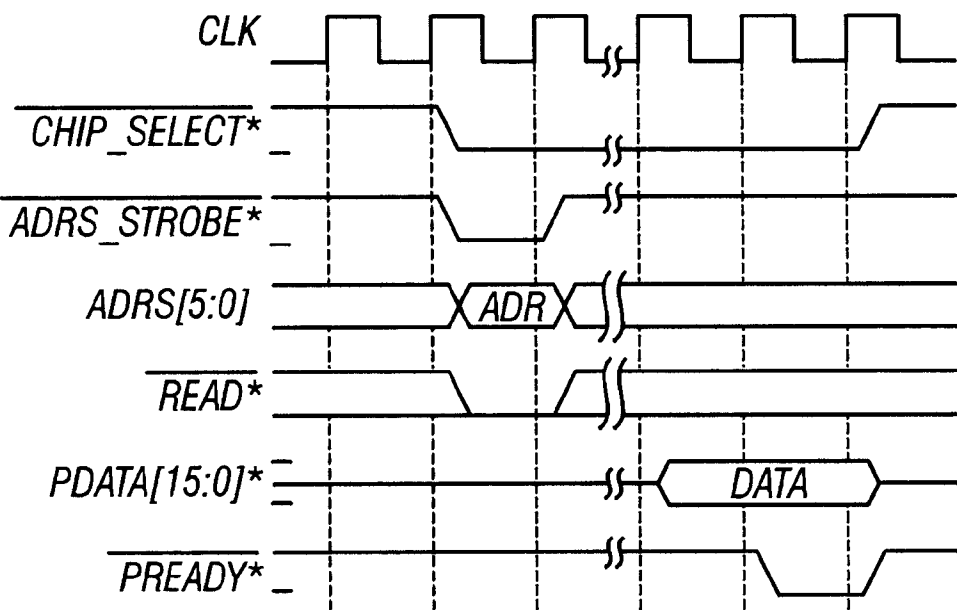 CLK
CHIP_SELECT*
ADRS_STROBE*
ADRS[5:0]
ADR
READ*
PDATA[15:0]*
DATA
PREADY*